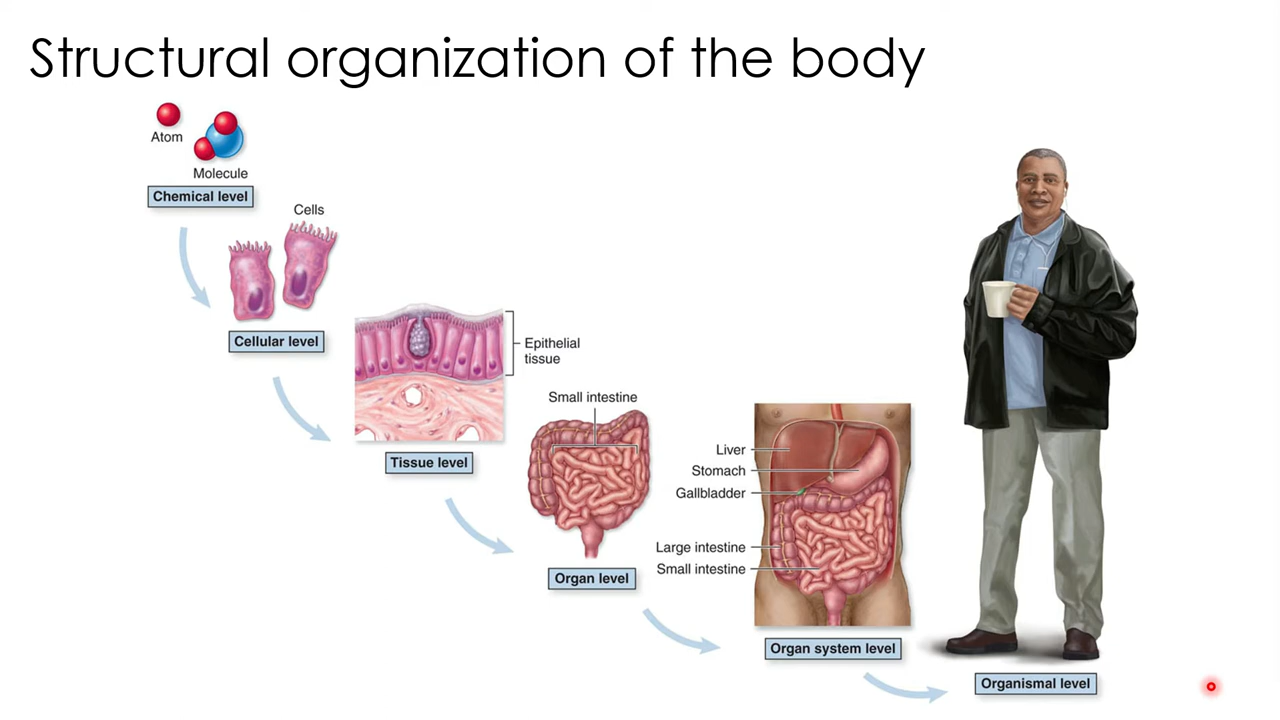 Structural organization of the body
Atom
Molecule
Chemical level
Cells
Cellular level
Epithelial
tissue
Tissue level
Small intestine
Organ level
Liver
Stomach
Gallbladder
Large intestine
Small intestine
Organ system level
Organismal level